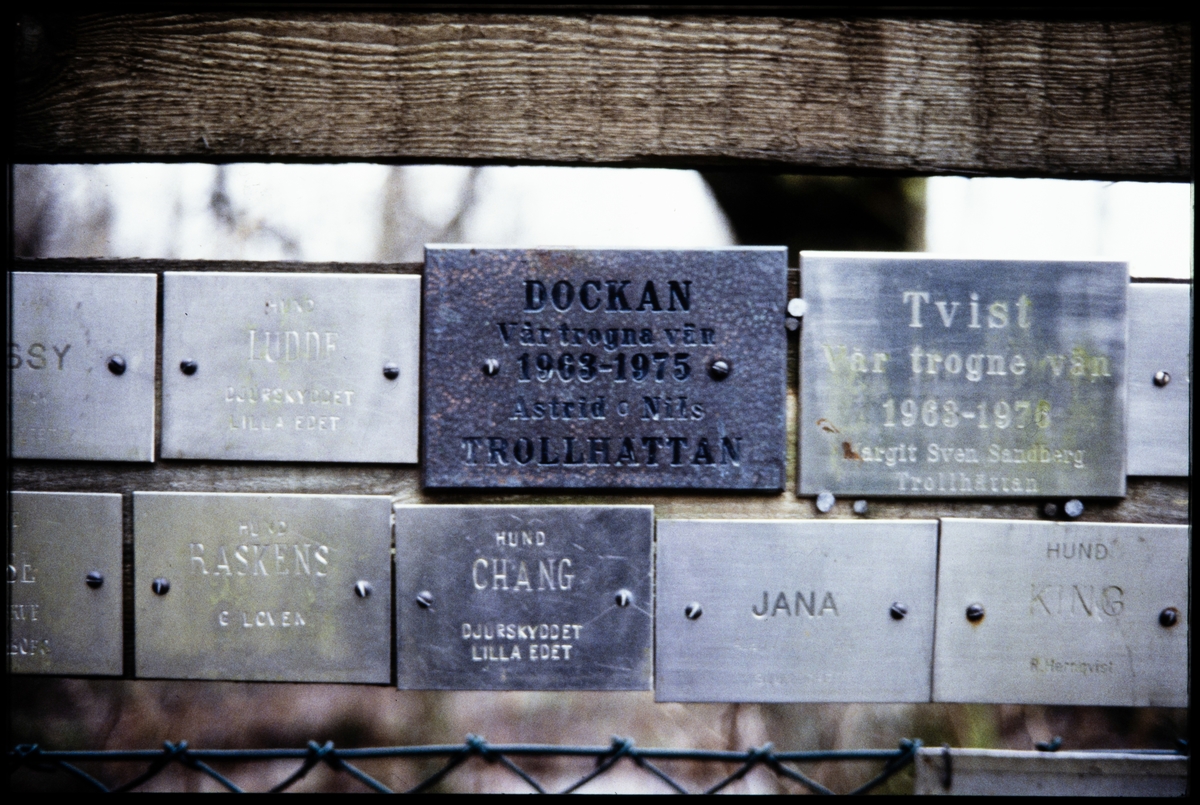 SSY
HUND
LUDDE
DJURSKYDDET
LILLA EDET
DOCKAN
Vår trogna vän
1963-1975
Astrid o Nils
TROLLHÄTTAN
Tvist
Vår trogne vän
1963-1976
Margit Sven Sandberg
Trollhättan
HUND
RASKENS
G LOVEN
HUND
CHANG
DJURSKYDDET
LILLA EDET
JANA
HUND
KING
R.Hernqvist